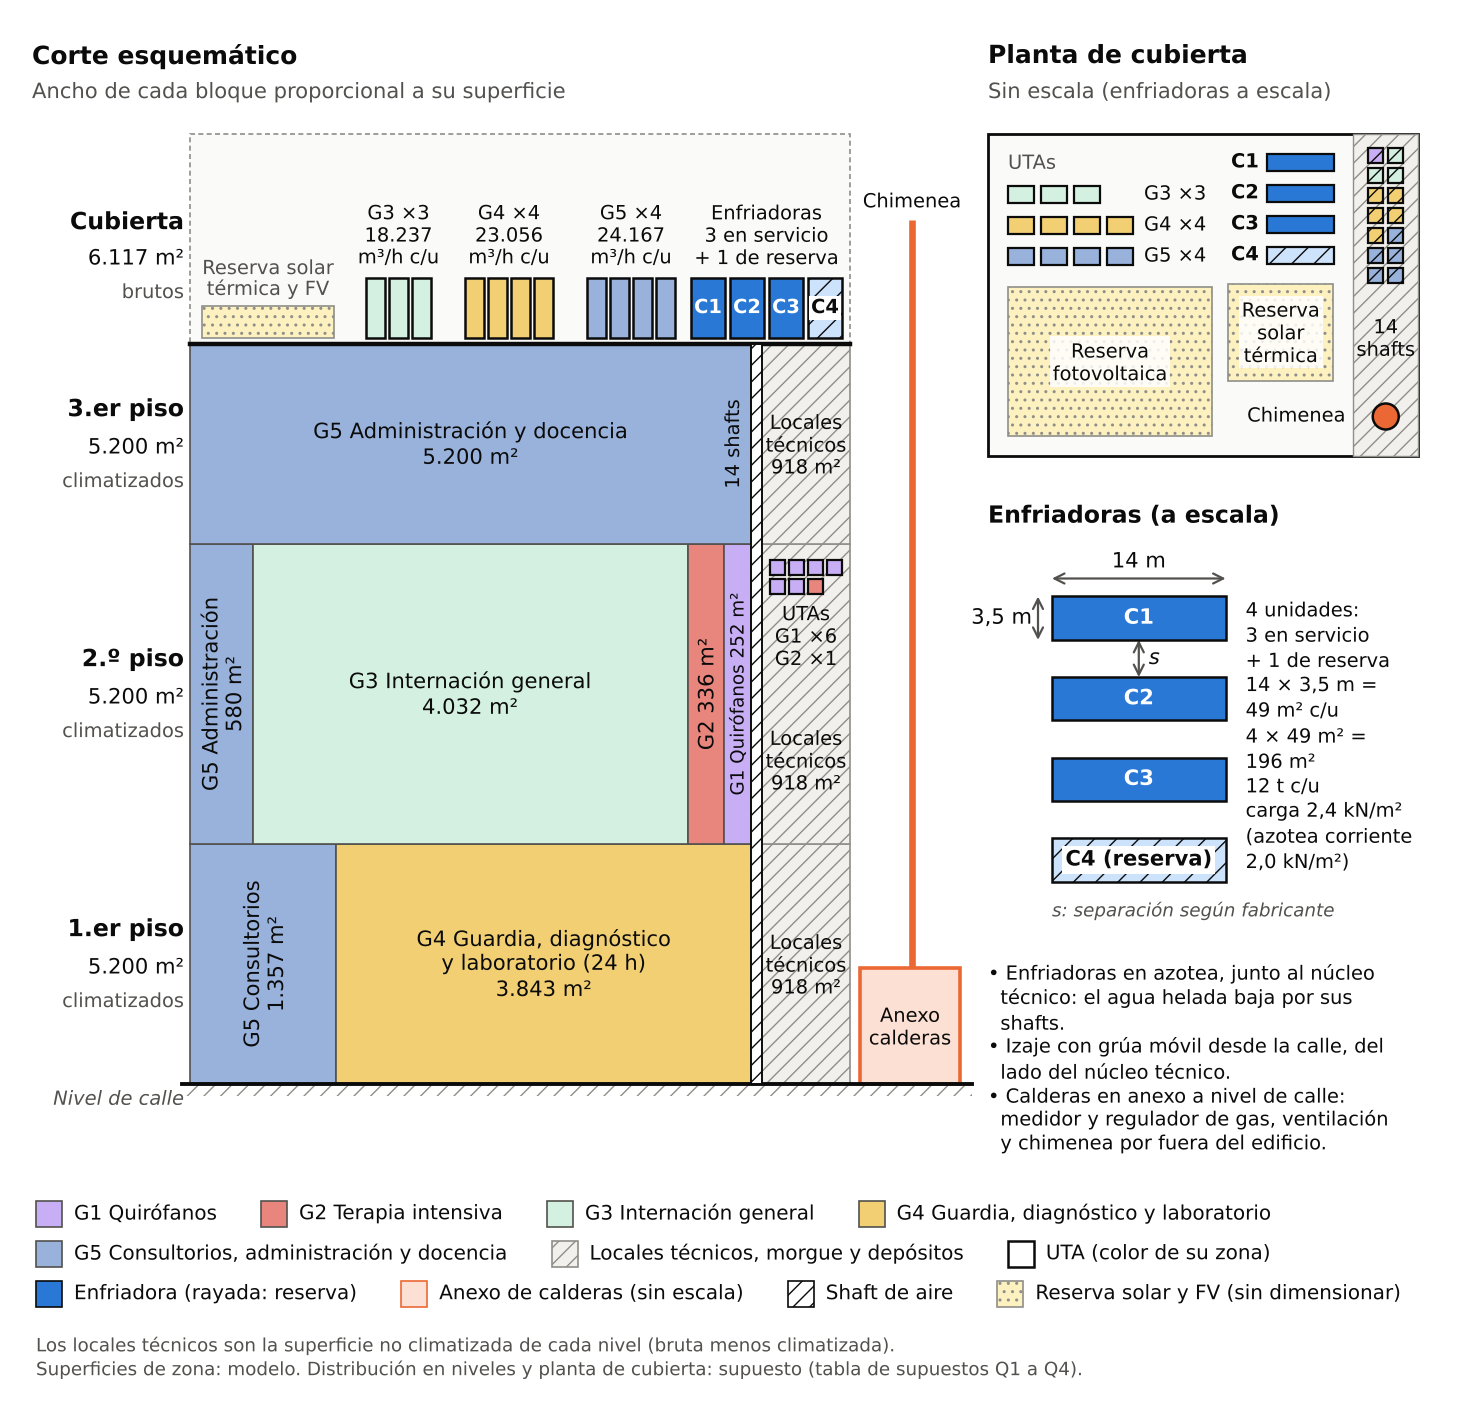 Corte esquemático
Ancho de cada bloque proporcional a su superficie
Cubierta
6.117 m²
brutos
Reserva solar
térmica y FV
G3 ×3
18.237
m³/h c/u
G4 ×4
23.056
m³/h c/u
G5 ×4
24.167
m³/h c/u
Enfriadoras
3 en servicio
+ 1 de reserva
C1
C2
C3
C4
Chimenea
3.er piso
5.200 m²
climatizados
G5 Administración y docencia
5.200 m²
14 shafts
Locales
técnicos
918 m²
2.º piso
5.200 m²
climatizados
G5 Administración
580 m²
G3 Internación general
4.032 m²
G2 336 m²
G1 Quirófanos 252 m²
UTAs
G1 ×6
G2 ×1
Locales
técnicos
918 m²
1.er piso
5.200 m²
climatizados
G5 Consultorios
1.357 m²
G4 Guardia, diagnóstico
y laboratorio (24 h)
3.843 m²
Locales
técnicos
918 m²
Anexo
calderas
Nivel de calle
Planta de cubierta
Sin escala (enfriadoras a escala)
UTAs
G3 ×3
G4 ×4
G5 ×4
C1
C2
C3
C4
Reserva
fotovoltaica
Reserva
solar
térmica
14
shafts
Chimenea
Enfriadoras (a escala)
14 m
3,5 m
C1
s
C2
C3
C4 (reserva)
4 unidades:
3 en servicio
+ 1 de reserva
14 × 3,5 m =
49 m² c/u
4 × 49 m² =
196 m²
12 t c/u
carga 2,4 kN/m²
(azotea corriente
2,0 kN/m²)
s: separación según fabricante
• Enfriadoras en azotea, junto al núcleo
técnico: el agua helada baja por sus
shafts.
• Izaje con grúa móvil desde la calle, del
lado del núcleo técnico.
• Calderas en anexo a nivel de calle:
medidor y regulador de gas, ventilación
y chimenea por fuera del edificio.
G1 Quirófanos
G2 Terapia intensiva
G3 Internación general
G4 Guardia, diagnóstico y laboratorio
G5 Consultorios, administración y docencia
Locales técnicos, morgue y depósitos
UTA (color de su zona)
Enfriadora (rayada: reserva)
Anexo de calderas (sin escala)
Shaft de aire
Reserva solar y FV (sin dimensionar)
Los locales técnicos son la superficie no climatizada de cada nivel (bruta menos climatizada).
Superficies de zona: modelo. Distribución en niveles y planta de cubierta: supuesto (tabla de supuestos Q1 a Q4).